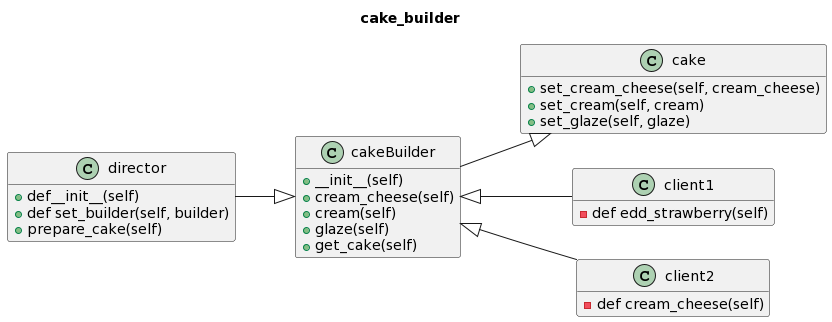 cake_builder
C cake
set_cream_cheese(self, cream_cheese)
set_cream(self, cream)
set_glaze(self, glaze)
C cakeBuilder
__init__(self)
cream_cheese(self)
cream(self)
glaze(self)
get_cake(self)
C director
def__init__(self)
def set_builder(self, builder)
prepare_cake(self)
C client1
def edd_strawberry(self)
C client2
def cream_cheese(self)